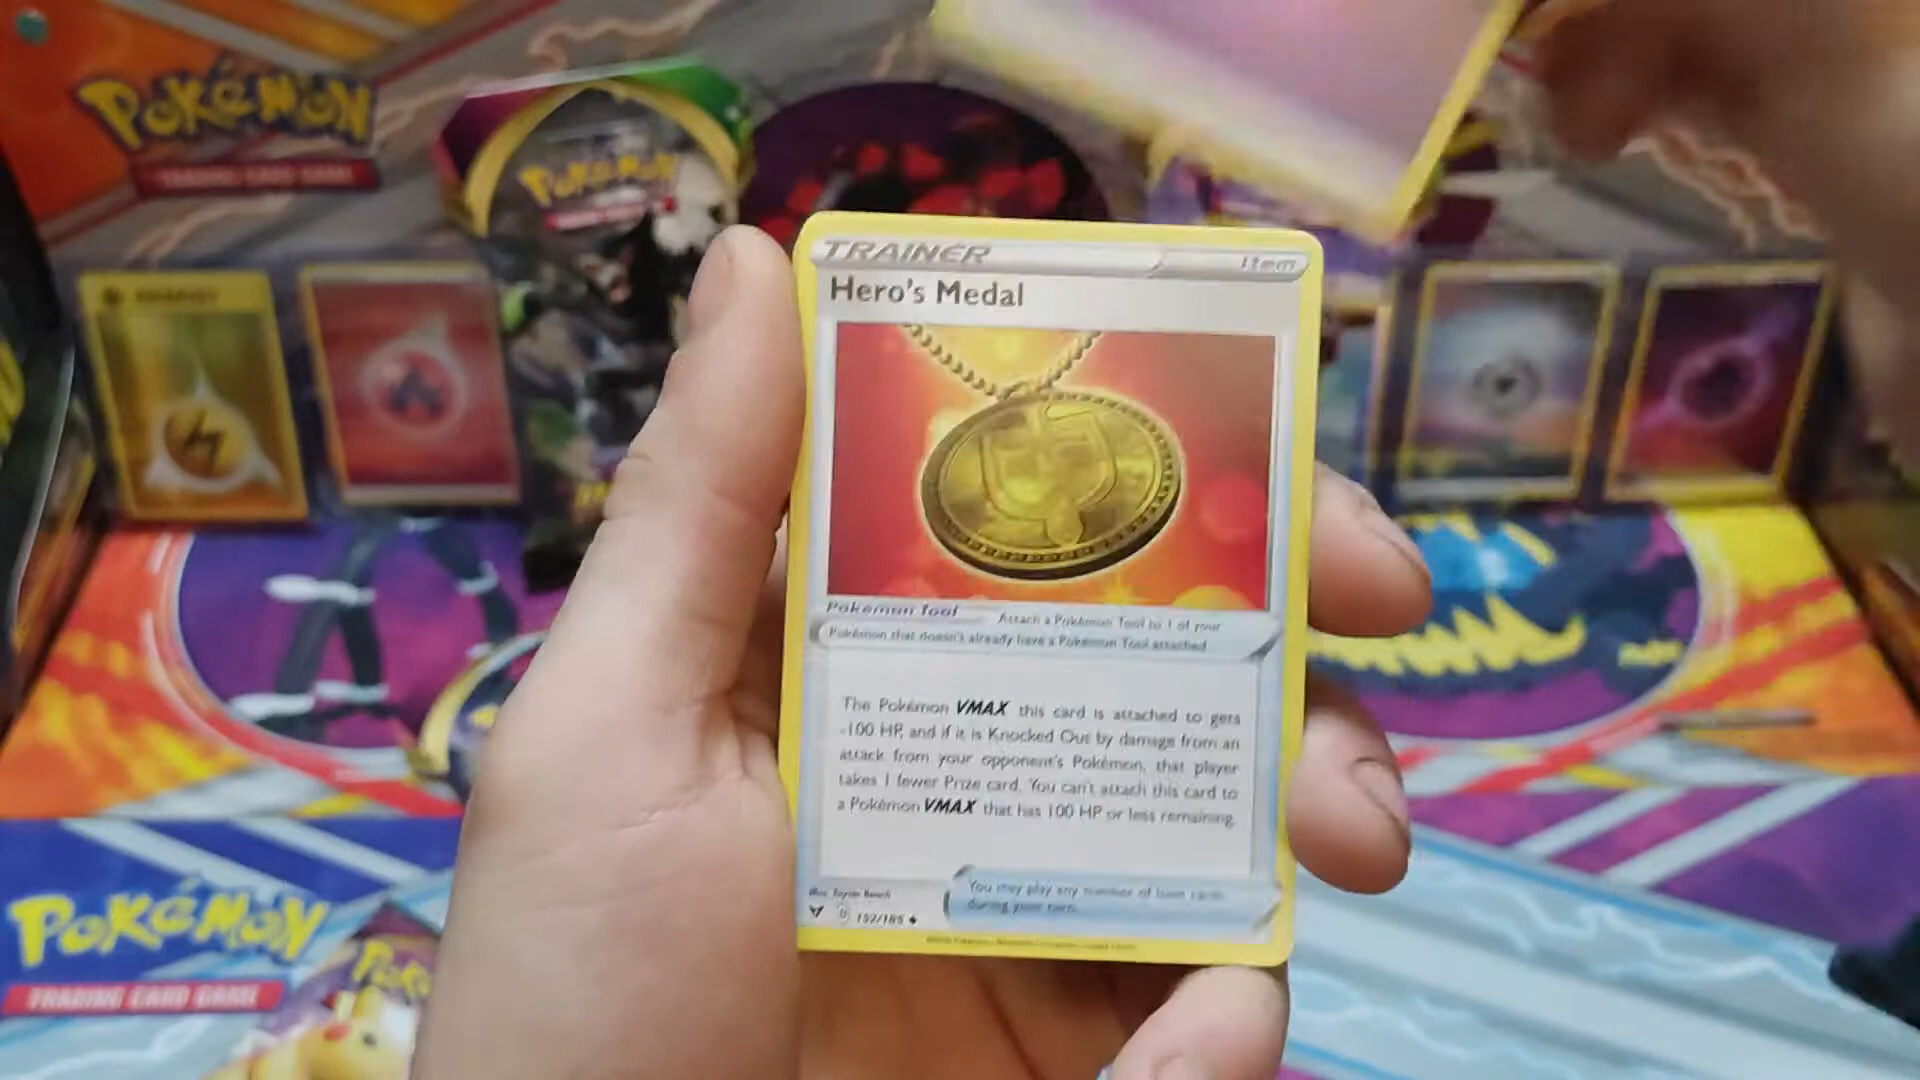 POKéMON
TRADING CARD GAME
POKéMON
TRAINER
Item
Hero's Medal
Pokémon Tool
Attach a Pokémon Tool to 1 of your
Pokémon that doesn't already have a Pokémon Tool attached.
The Pokémon VMAX this card is attached to gets
-100 HP, and if it is Knocked Out by damage from an
attack from your opponent's Pokémon, that player
takes 1 fewer Prize card. You can't attach this card to
a Pokémon VMAX that has 100 HP or less remaining.
You may play any number of Item cards
during your turn.
Illus. Toyste Beach
D 152/185
POKéMON
TRADING CARD GAME